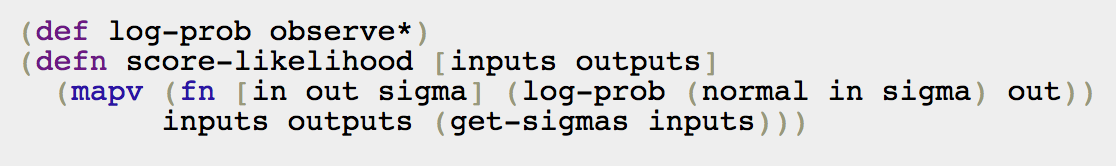 (def log-prob observe*)
(defn score-likelihood [inputs outputs]
  (mapv (fn [in out sigma] (log-prob (normal in sigma) out))
        inputs outputs (get-sigmas inputs)))